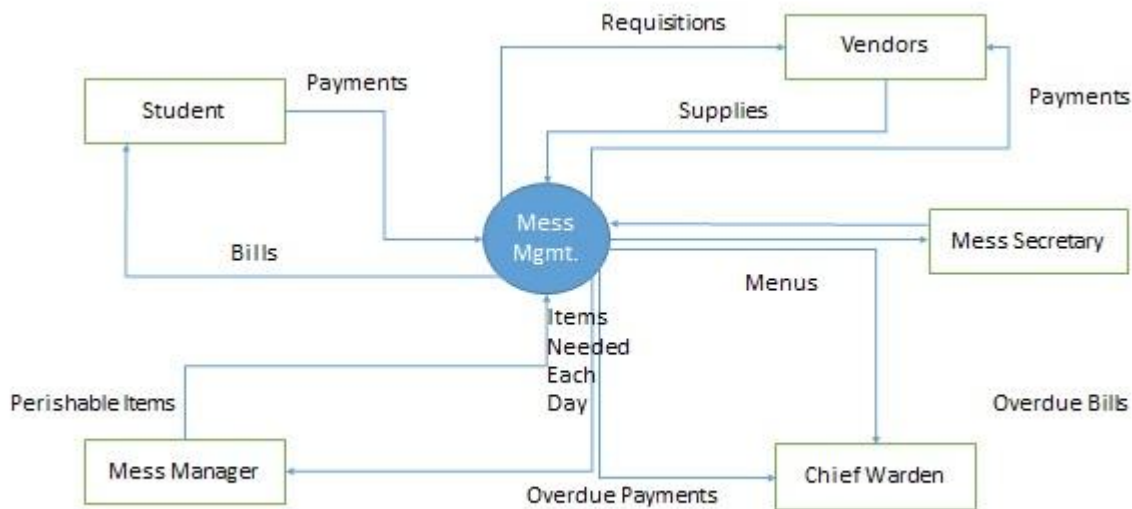 Requisitions
Vendors
Payments
Student
Supplies
Payments
Mess
Mgmt.
Mess Secretary
Bills
Menus
Items
Needed
Each
Day
Perishable Items
Overdue Bills
Mess Manager
Chief Warden
Overdue Payments